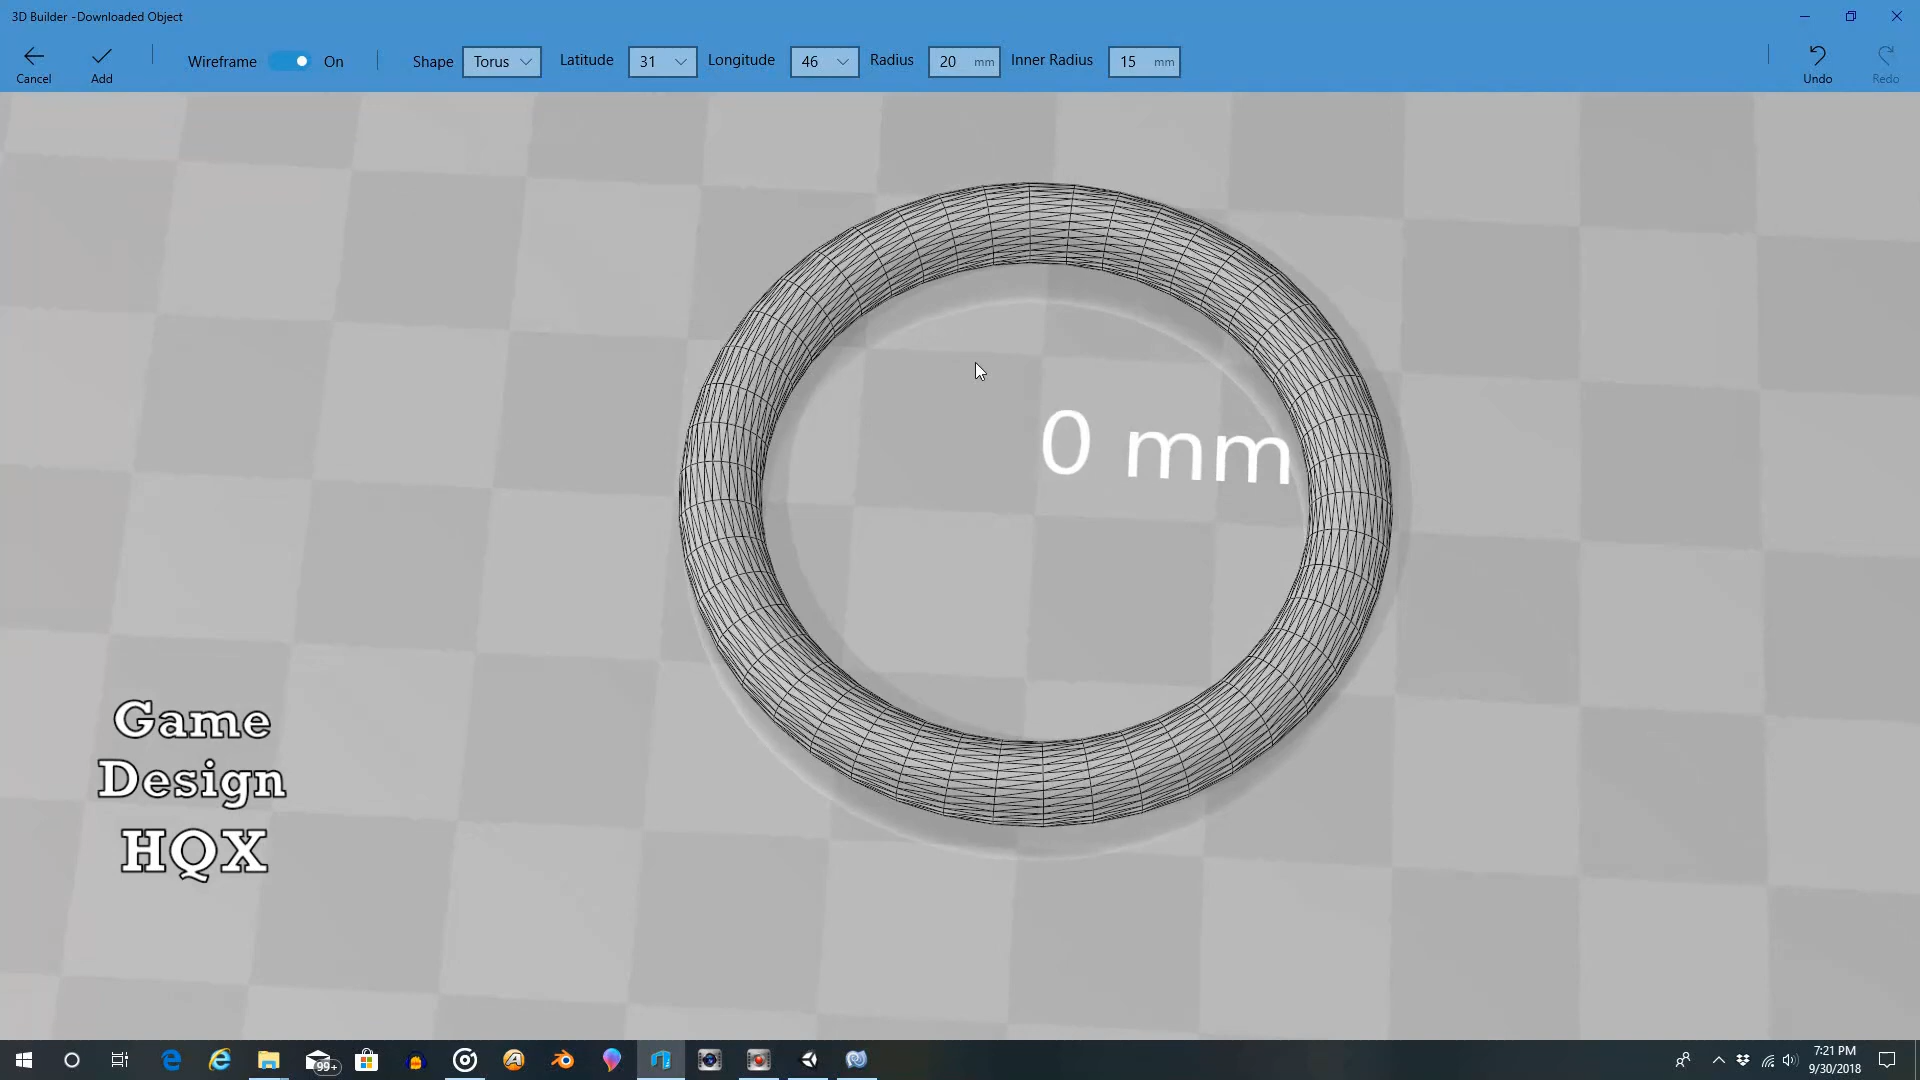 3D Builder -Downloaded Object
Cancel
Add
Wireframe
On
Shape
Torus
Latitude
31
Longitude
46
Radius
20 mm
Inner Radius
15 mm
Undo
Redo
0 mm
Game
Design
HQX
99+
7:21 PM
9/30/2018